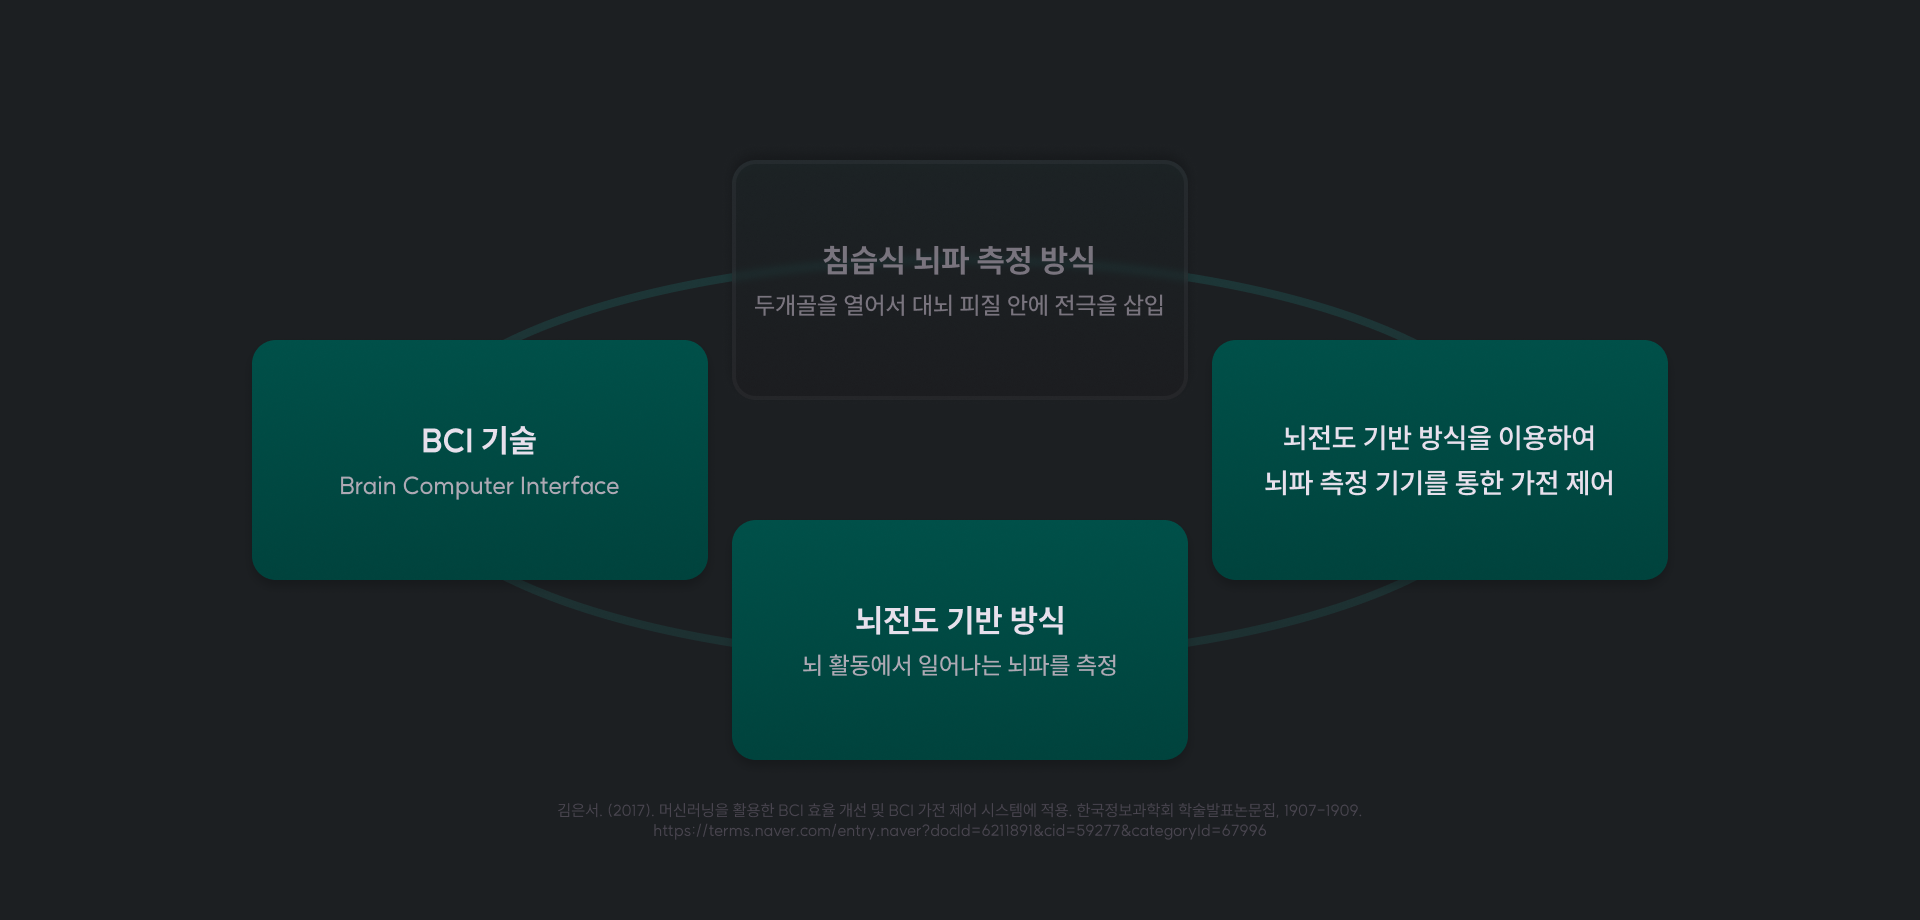 침습식 뇌파 측정 방식
두개골을 열어서 대뇌 피질 안에 전극을 삽입
BCI 기술
Brain Computer Interface
뇌전도 기반 방식을 이용하여
뇌파 측정 기기를 통한 가전 제어
뇌전도 기반 방식
뇌 활동에서 일어나는 뇌파를 측정
김은서. (2017). 머신러닝을 활용한 BCI 효율 개선 및 BCI 가전 제어 시스템에 적용. 한국정보과학회 학술발표논문집, 1907-1909.
https://terms.naver.com/entry.naver?docId=6211891&cid=59277&categoryId=67996